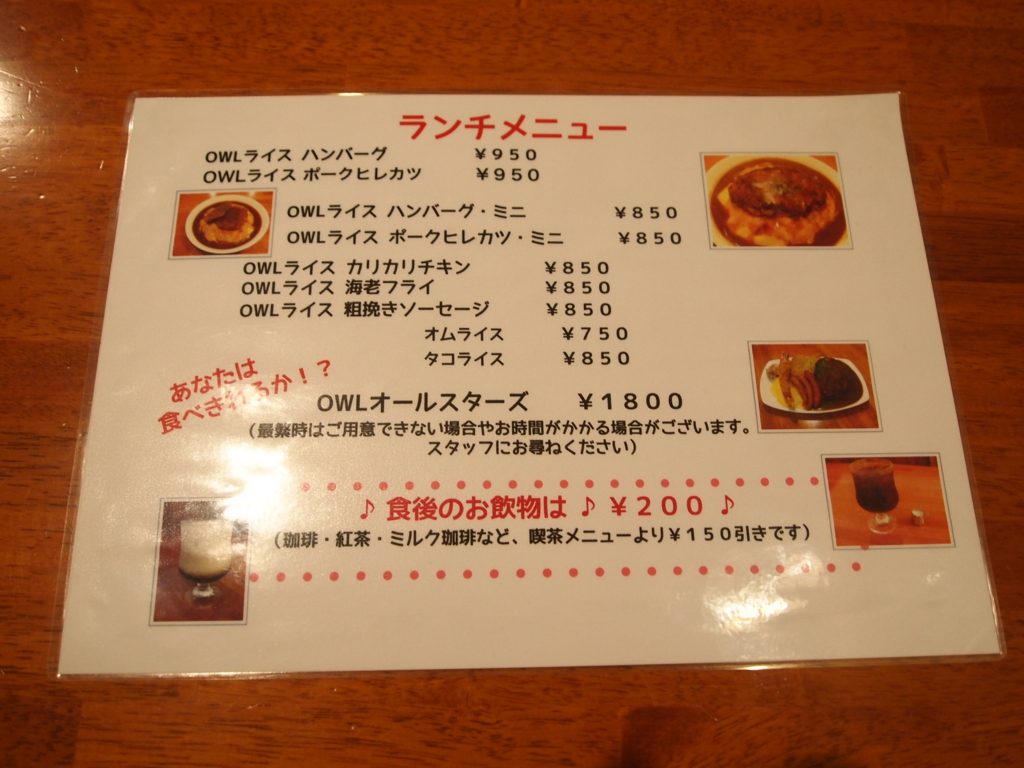 ランチメニュー
OWLライス ハンバーグ ￥９５０
OWLライス ポークヒレカツ ￥９５０
OWLライス ハンバーグ・ミニ ￥８５０
OWLライス ポークヒレカツ・ミニ ￥８５０
OWLライス カリカリチキン ￥８５０
OWLライス 海老フライ ￥８５０
OWLライス 粗挽きソーセージ ￥８５０
オムライス ￥７５０
タコライス ￥８５０
あなたは
食べきれるか！？
OWLオールスターズ ￥１８００
（最繁時はご用意できない場合やお時間がかかる場合がございます。
スタッフにお尋ねください）
♪ 食後のお飲物は ♪ ￥２００ ♪
（珈琲・紅茶・ミルク珈琲など、喫茶メニューより￥１５０引きです）